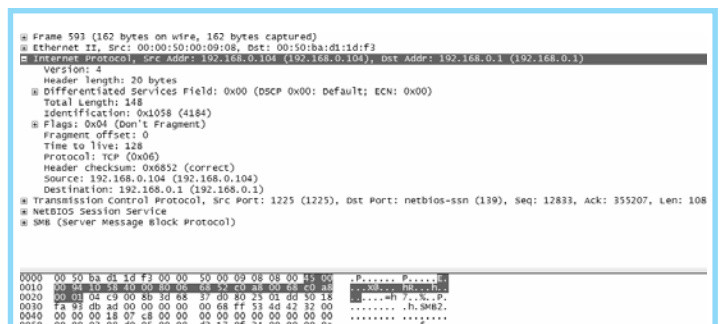 Frame 593 (162 bytes on wire, 162 bytes captured)
Ethernet II, Src: 00:00:50:00:09:08, Dst: 00:50:ba:d1:1d:f3
Internet Protocol, Src Addr: 192.168.0.104 (192.168.0.104), Dst Addr: 192.168.0.1 (192.168.0.1)
Version: 4
Header length: 20 bytes
Differentiated Services Field: 0x00 (DSCP 0x00: Default; ECN: 0x00)
Total Length: 148
Identification: 0x1058 (4184)
Flags: 0x04 (Don't Fragment)
Fragment offset: 0
Time to live: 128
Protocol: TCP (0x06)
Header checksum: 0x6852 (correct)
Source: 192.168.0.104 (192.168.0.104)
Destination: 192.168.0.1 (192.168.0.1)
Transmission Control Protocol, Src Port: 1225 (1225), Dst Port: netbios-ssn (139), Seq: 12833, Ack: 355207, Len: 108
NetBIOS Session Service
SMB (Server Message Block Protocol)
0000 00 50 ba d1 1d f3 00 00 50 00 09 08 08 00 45 00 .P...... P.....E.
0010 00 94 10 58 40 00 80 06 68 52 c0 a8 00 68 c0 a8 ...X@... hR...h..
0020 00 01 04 c9 00 8b 3d 68 37 d0 80 25 01 dd 50 18 ......=h 7..%..P.
0030 fa 93 db ad 00 00 00 00 00 68 ff 53 4d 42 32 00 ........ .h.SMB2.
0040 00 00 00 18 07 c8 00 00 00 00 00 00 00 00 00 00 ........ ........